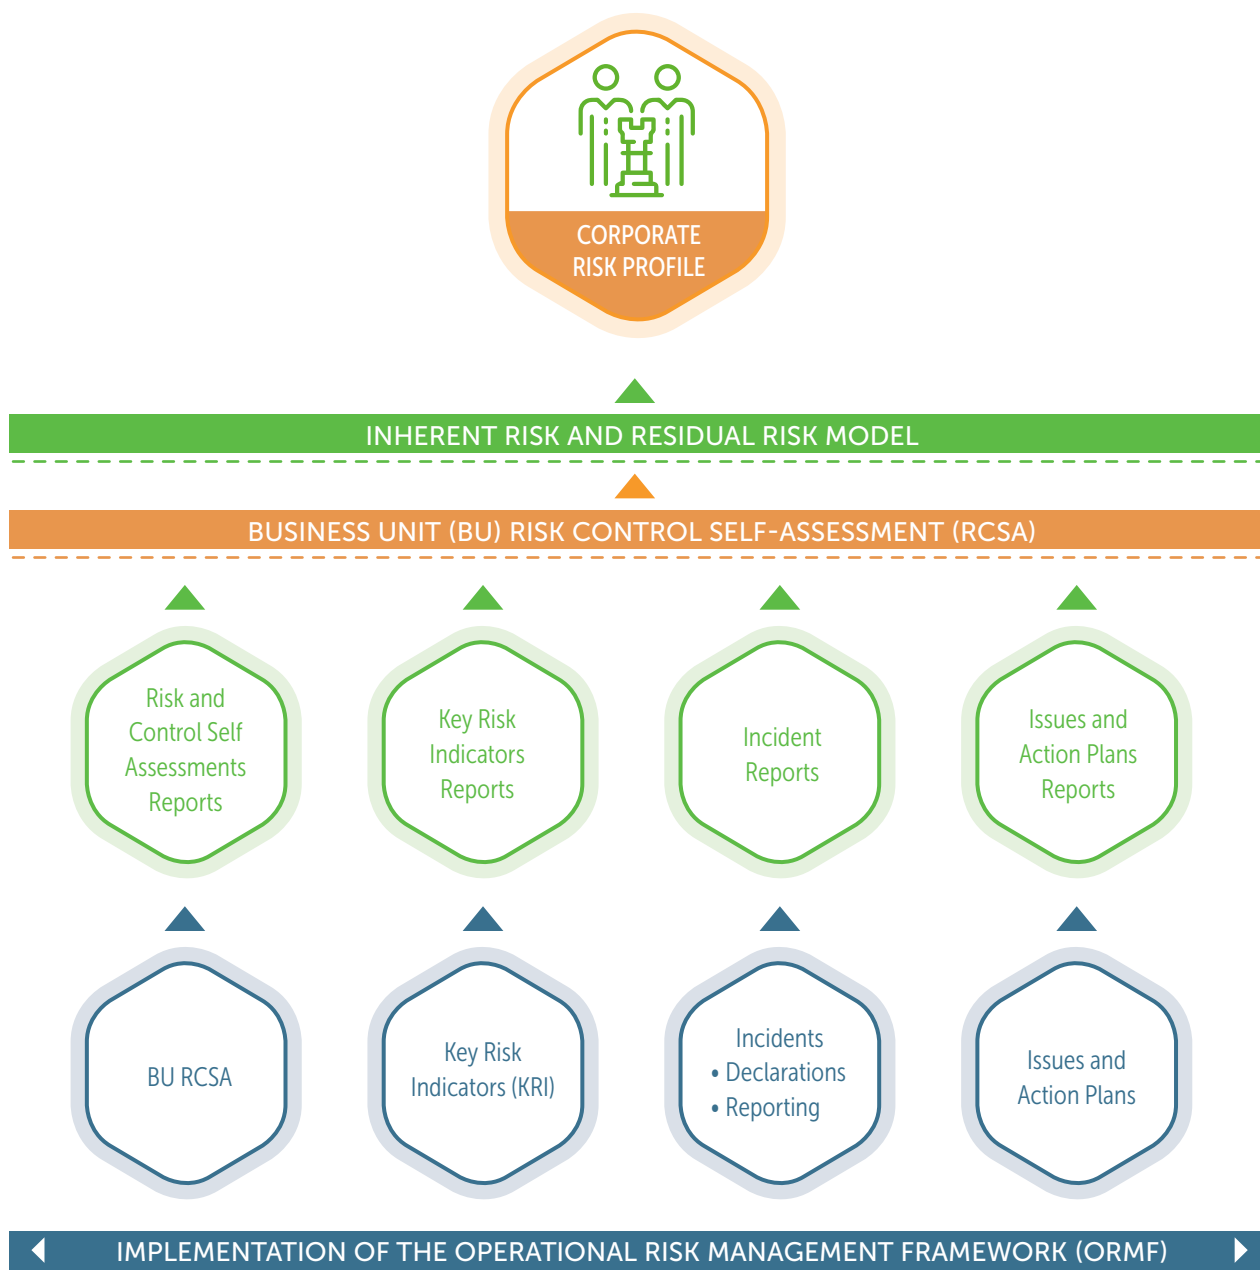 CORPORATE
RISK PROFILE
INHERENT RISK AND RESIDUAL RISK MODEL
BUSINESS UNIT (BU) RISK CONTROL SELF-ASSESSMENT (RCSA)
Risk and
Control Self
Assessments
Reports
Key Risk
Indicators
Reports
Incident
Reports
Issues and
Action Plans
Reports
BU RCSA
Key Risk
Indicators (KRI)
Incidents
• Declarations
• Reporting
Issues and
Action Plans
IMPLEMENTATION OF THE OPERATIONAL RISK MANAGEMENT FRAMEWORK (ORMF)